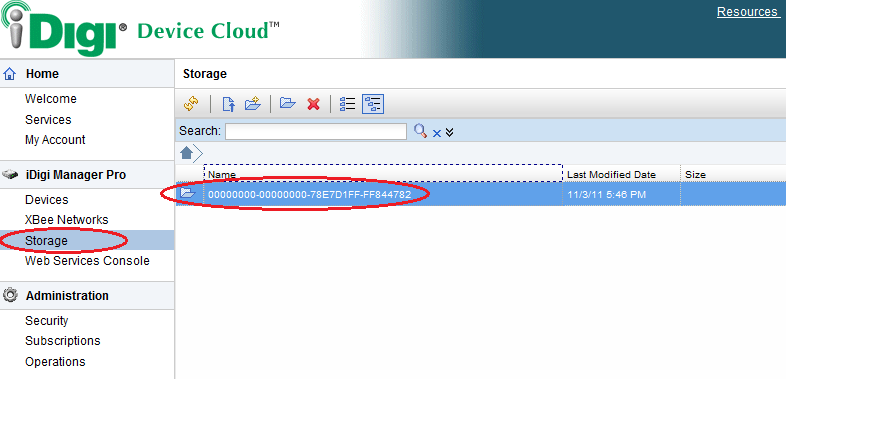 iDigi® Device Cloud™
Resources
Home
Welcome
Services
My Account
iDigi Manager Pro
Devices
XBee Networks
Storage
Web Services Console
Administration
Security
Subscriptions
Operations
Storage
Search:
Name Last Modified Date Size
00000000-00000000-78E7D1FF-FF844782 11/3/11 5:46 PM